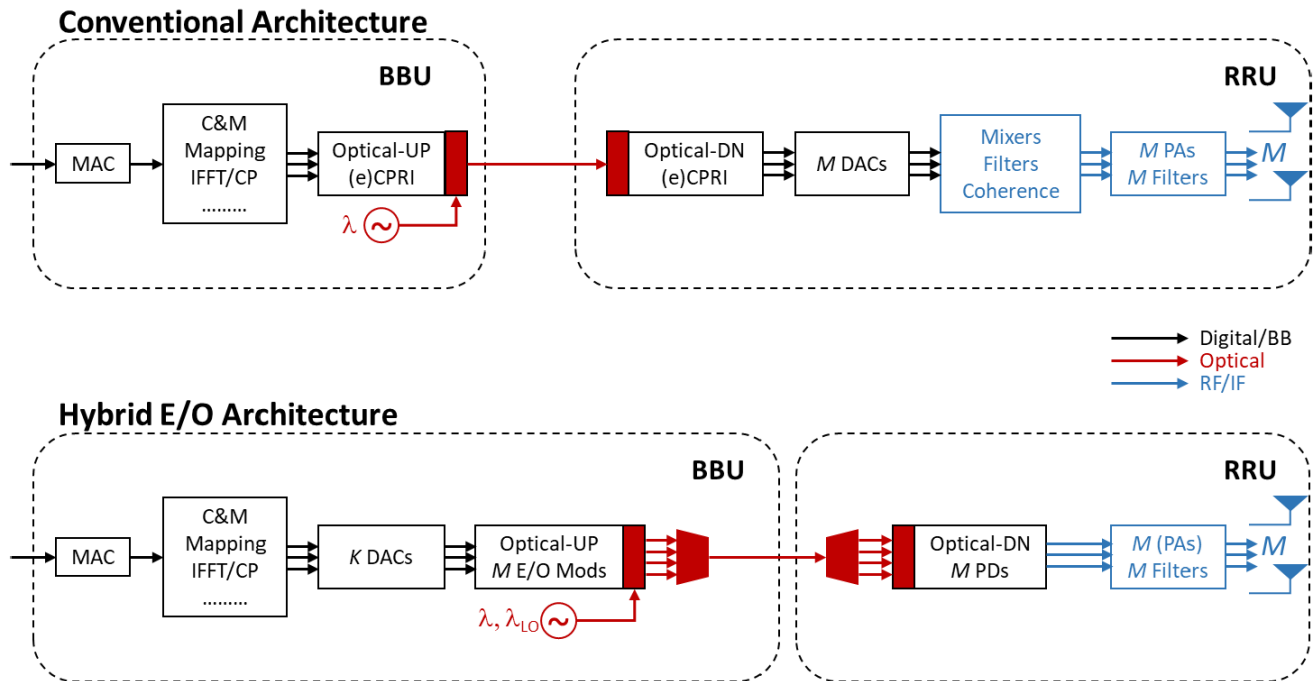 Conventional Architecture
BBU
RRU
MAC
C&M
Mapping
IFFT/CP
.........
Optical-UP
(e)CPRI
λ
Optical-DN
(e)CPRI
M DACs
Mixers
Filters
Coherence
M PAs
M Filters
M
Digital/BB
Optical
RF/IF
Hybrid E/O Architecture
BBU
RRU
MAC
C&M
Mapping
IFFT/CP
.........
K DACs
Optical-UP
M E/O Mods
λ, λLO
Optical-DN
M PDs
M (PAs)
M Filters
M